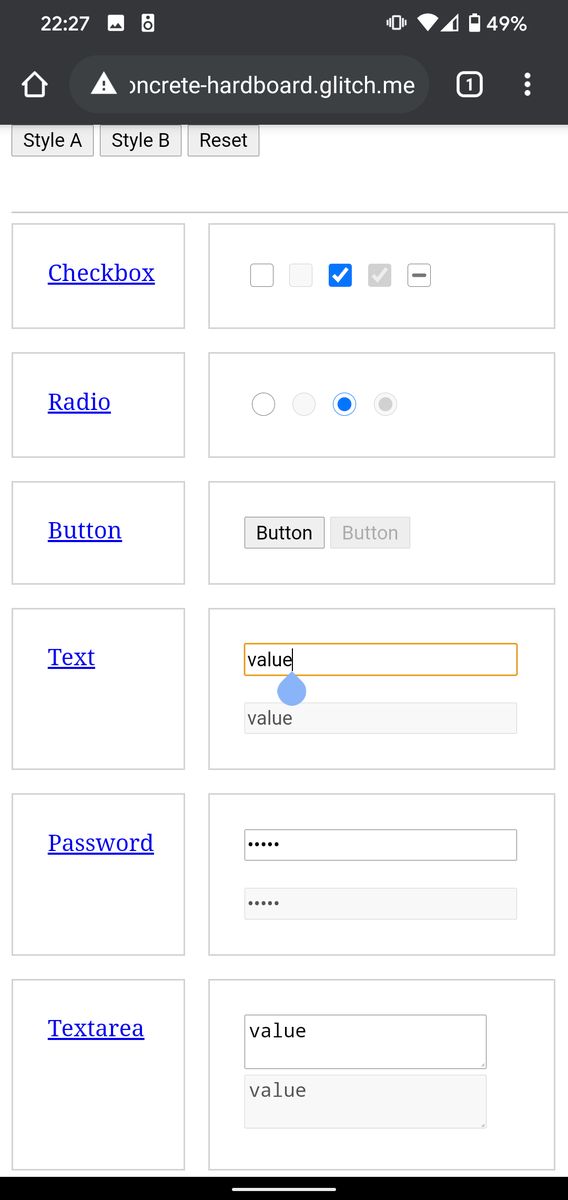 22:27 49%
oncrete-hardboard.glitch.me 1
Style A Style B Reset
Checkbox
Radio
Button Button Button
Text value
value
Password •••••
•••••
Textarea value
value